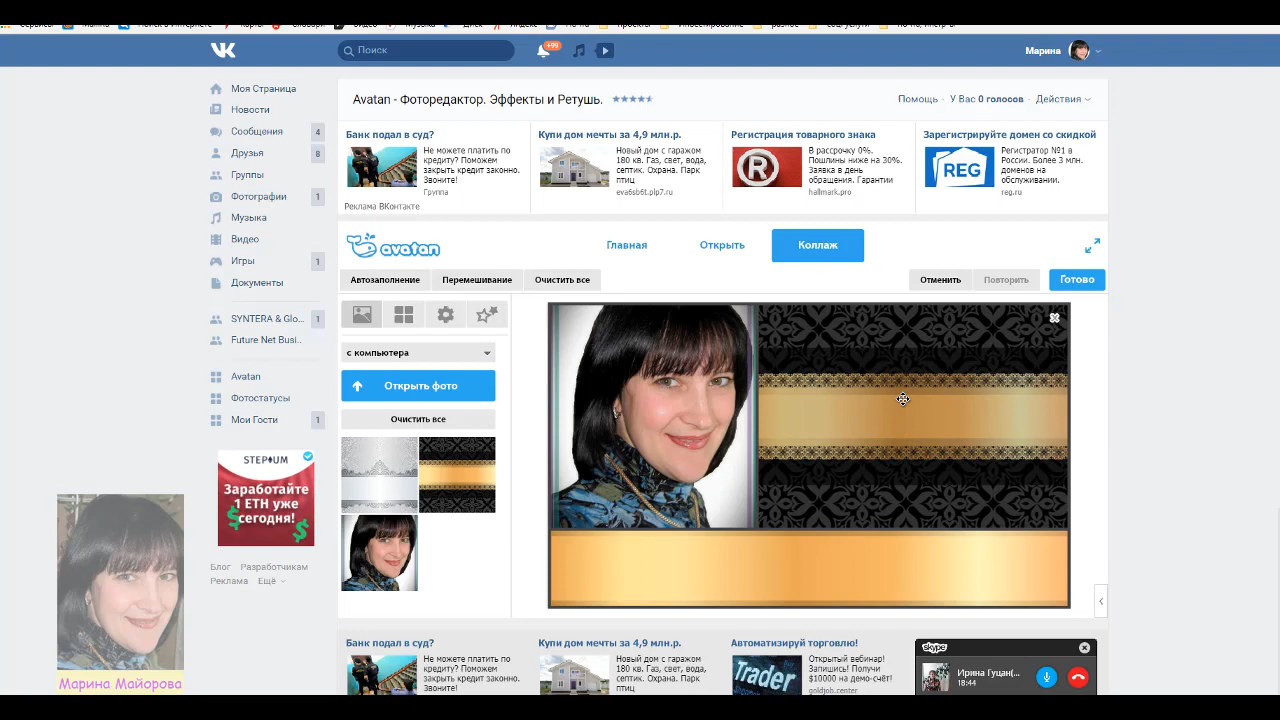 Поиск
+99
Марина
Моя Страница
Новости
Сообщения 4
Друзья 8
Группы
Фотографии 1
Музыка
Видео
Игры 1
Документы
SYNTERA & Glo... 1
Future Net Busi..
Avatan
Фотостатусы
Мои Гости 1
STEPIUM
Заработайте
1 ETH уже
сегодня!
Блог Разработчикам
Реклама Ещё
Марина Майорова
Avatan - Фоторедактор. Эффекты и Ретушь.
Помощь · У Вас 0 голосов · Действия
Банк подал в суд?
Не можете платить по
кредиту? Поможем
закрыть кредит законно.
Звоните!
Группа
Купи дом мечты за 4,9 млн.р.
Новый дом с гаражом
180 кв. Газ, свет, вода,
септик. Охрана. Парк
птиц
eva6sb6t.plp7.ru
Регистрация товарного знака
В рассрочку 0%.
Пошлины ниже на 30%.
Заявка в день
обращения. Гарантии
hallmark.pro
Зарегистрируйте домен со скидкой
REG
Регистратор №1 в
России. Более 3 млн.
доменов на
обслуживании.
reg.ru
Реклама ВКонтакте
avatan
Главная
Открыть
Коллаж
Автозаполнение
Перемешивание
Очистить все
Отменить
Повторить
Готово
с компьютера
Открыть фото
Очистить все
Банк подал в суд?
Не можете платить по
кредиту? Поможем
закрыть кредит законно.
Звоните!
Купи дом мечты за 4,9 млн.р.
Новый дом с гаражом
180 кв. Газ, свет, вода,
септик. Охрана. Парк
птиц
Автоматизируй торговлю!
Trader
Открытый вебинар!
Запишись! Получи
$10000 на демо-счёт!
goldjob.center
skype
Ирина Гуцан(...
18:44